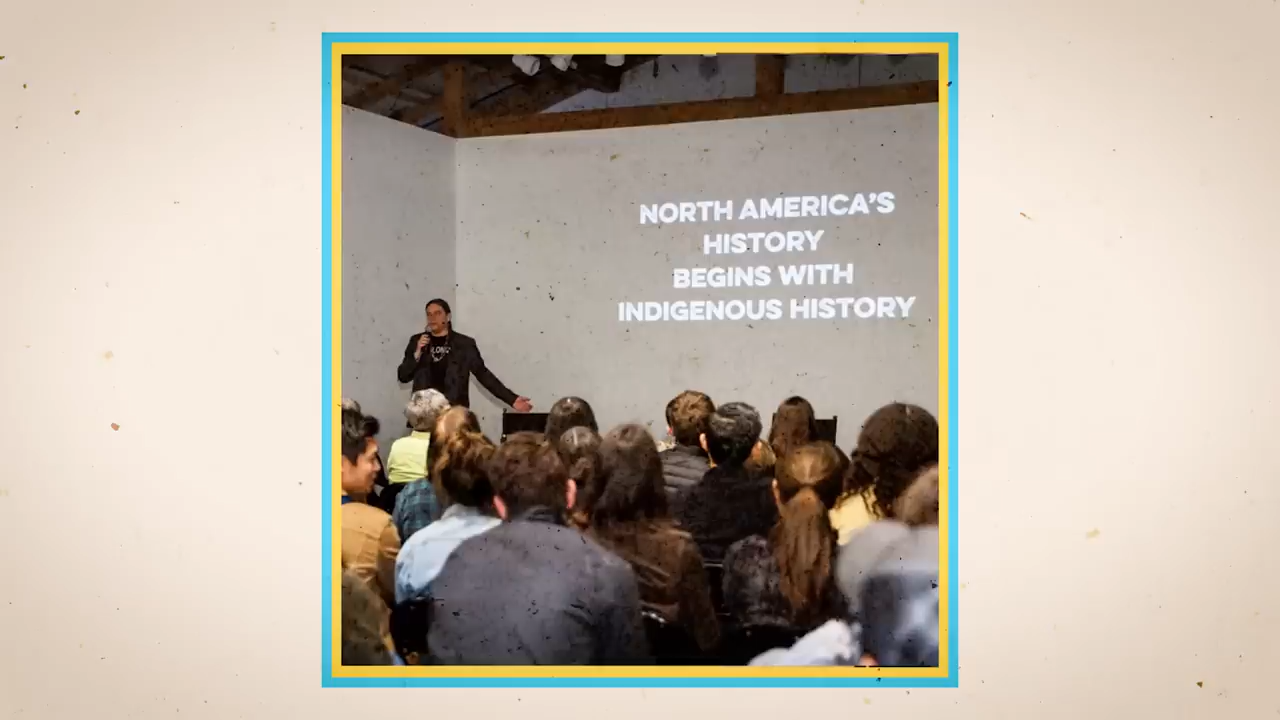 NORTH AMERICA'S
HISTORY
BEGINS WITH
INDIGENOUS HISTORY